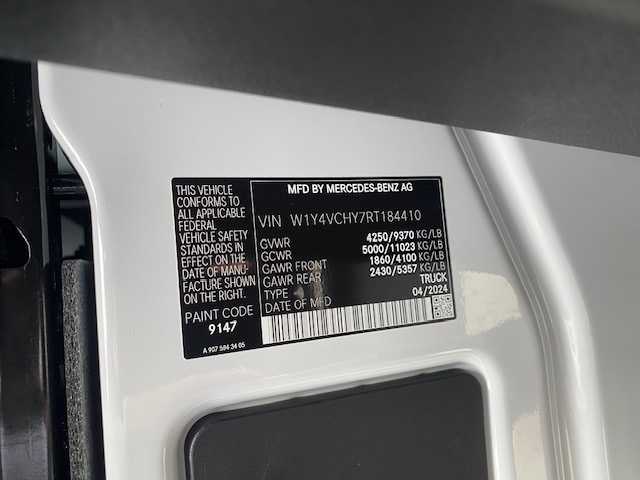 THIS VEHICLE
CONFORMS TO
APPLICABLE
FEDERAL
VEHICLE SAFETY
STANDARDS IN
EFFECT ON THE
DATE OF MANU-
FACTURE SHOWN
ON THE RIGHT.
PAINT CODE
9147
A 907 584 34 05
MFD BY MERCEDES-BENZ AG
VIN W1Y4VCHY7RT184410
GVWR 4250/9370 KG/LB
GCWR 5000/11023 KG/LB
GAWR FRONT 1860/4100 KG/LB
GAWR REAR 2430/5357 KG/LB
TYPE TRUCK
DATE OF MFD 04/2024